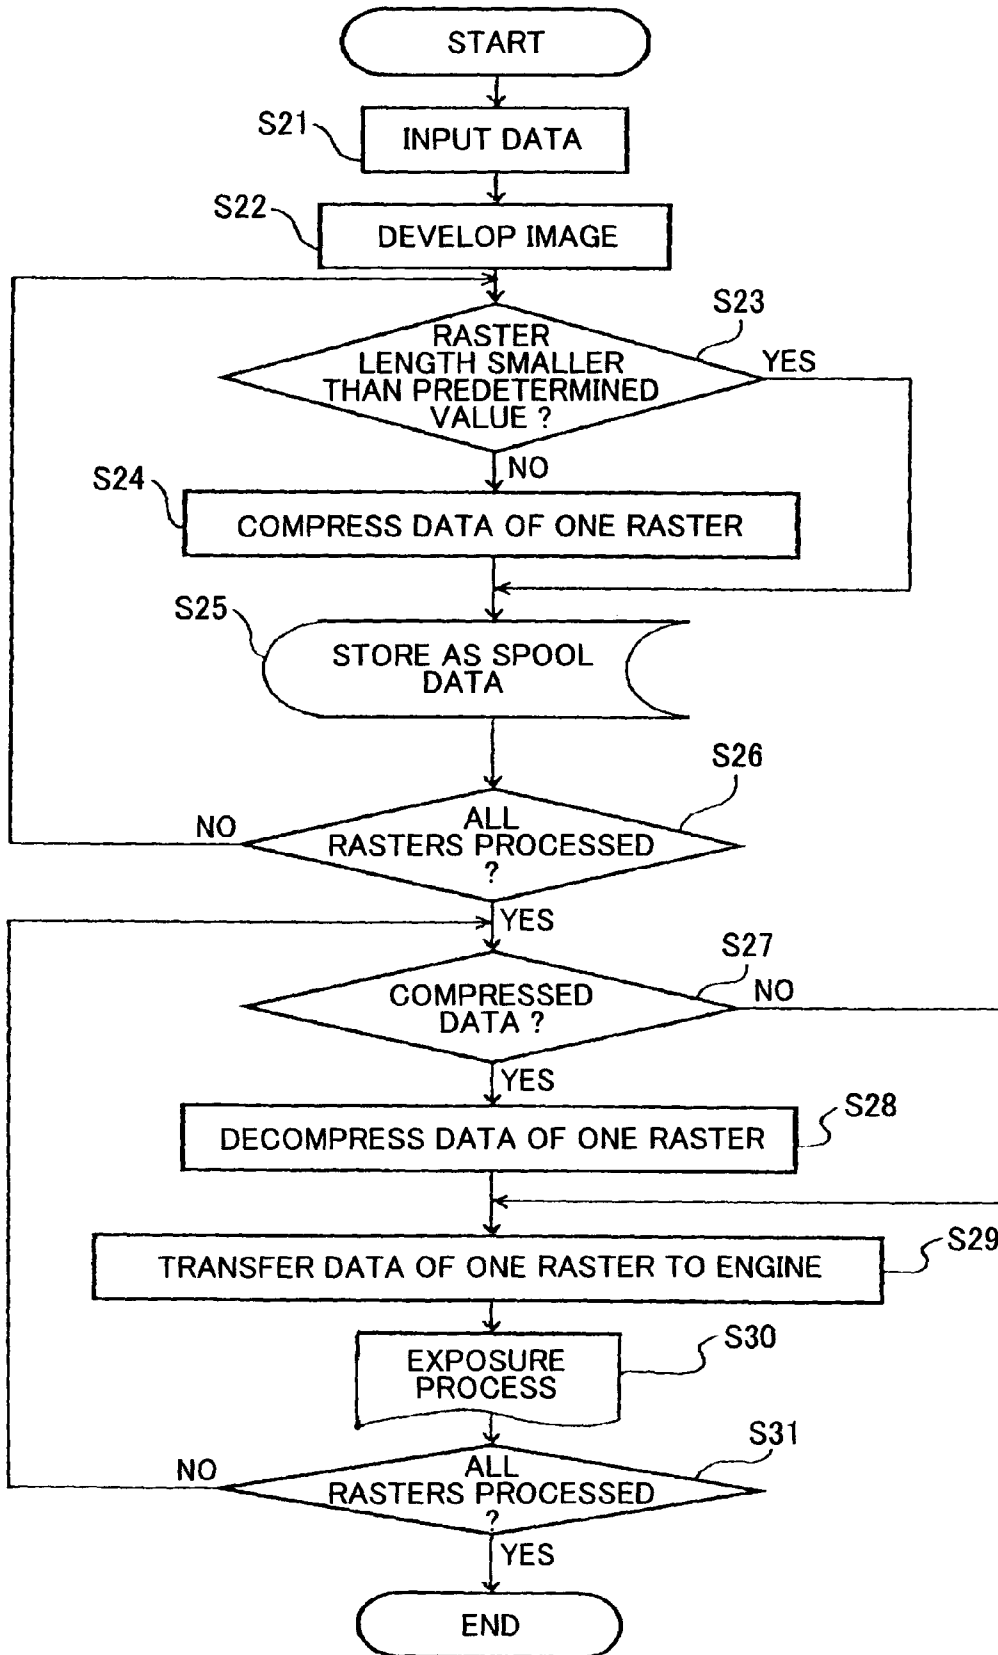 START
S21
INPUT DATA
S22
DEVELOP IMAGE
S23
RASTER
LENGTH SMALLER
THAN PREDETERMINED
VALUE ?
YES
NO
S24
COMPRESS DATA OF ONE RASTER
S25
STORE AS SPOOL
DATA
S26
ALL
RASTERS PROCESSED
?
NO
YES
S27
COMPRESSED
DATA ?
NO
YES
S28
DECOMPRESS DATA OF ONE RASTER
S29
TRANSFER DATA OF ONE RASTER TO ENGINE
S30
EXPOSURE
PROCESS
S31
ALL
RASTERS PROCESSED
?
NO
YES
END